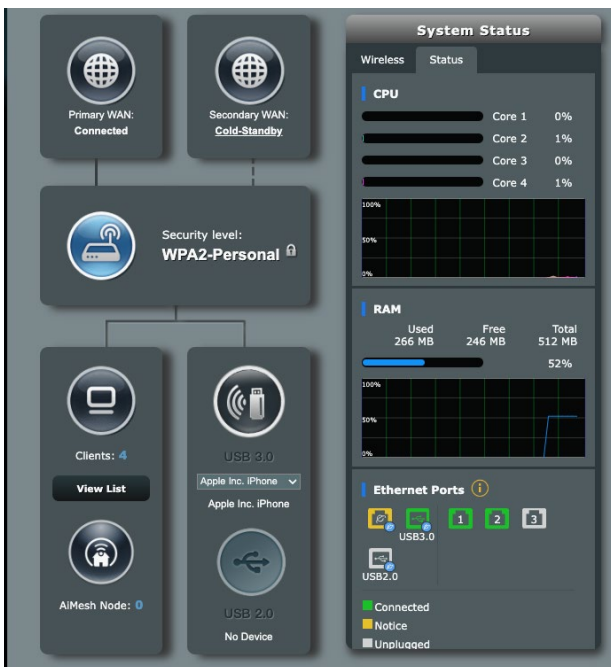 Primary WAN:
Connected
Secondary WAN:
Cold-Standby
Security level:
WPA2-Personal
Clients: 4
View List
AiMesh Node: 0
USB 3.0
Apple Inc. iPhone
Apple Inc. iPhone
USB 2.0
No Device
System Status
Wireless Status
CPU
Core 1 0%
Core 2 1%
Core 3 0%
Core 4 1%
100%
50%
0%
RAM
Used Free Total
266 MB 246 MB 512 MB
52%
100%
50%
0%
Ethernet Ports
1 2 3
USB3.0
USB2.0
Connected
Notice
Unplugged